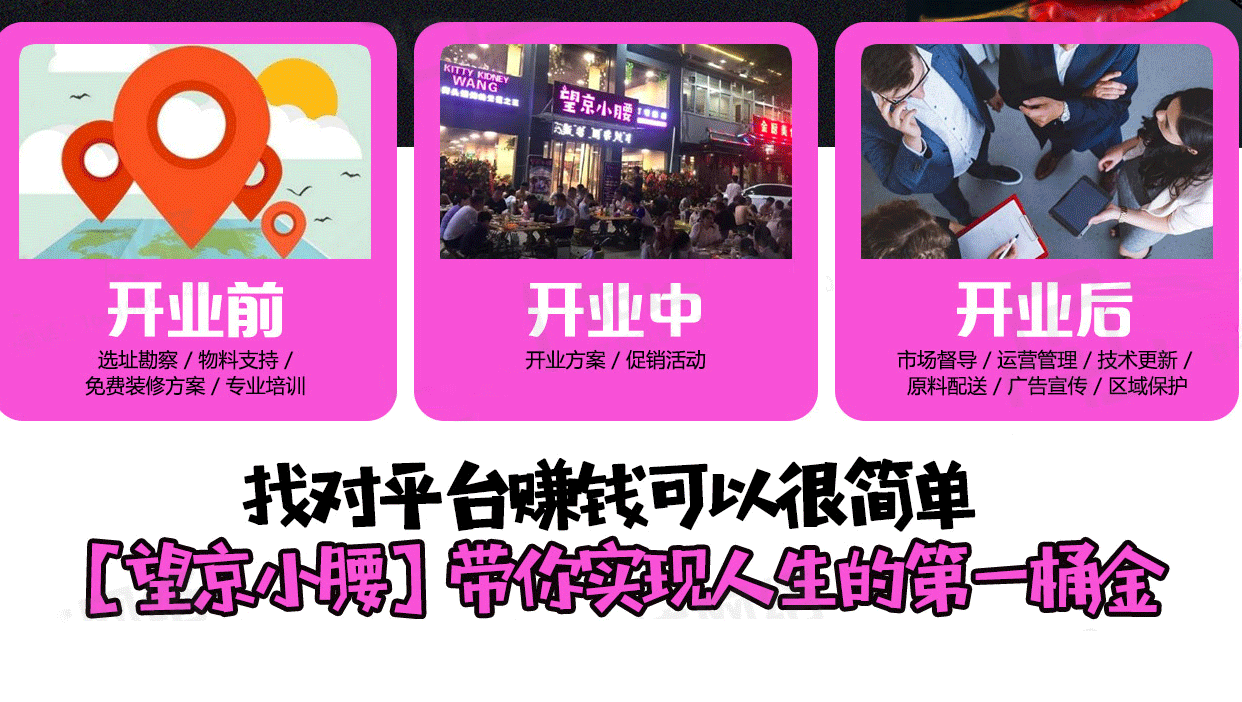 KITTY KIDNEY
WANG
望京小腰
开业前
选址勘察 / 物料支持 /
免费装修方案 / 专业培训
开业中
开业方案 / 促销活动
开业后
市场督导 / 运营管理 / 技术更新 /
原料配送 / 广告宣传 / 区域保护
找对平台赚钱可以很简单
[望京小腰]带你实现人生的第一桶金